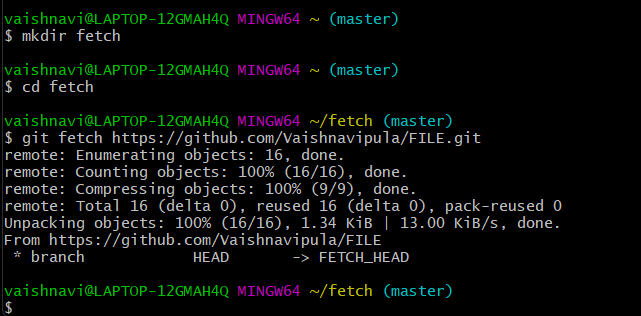 vaishnavi@LAPTOP-12GMAH4Q MINGW64 ~ (master)
$ mkdir fetch
vaishnavi@LAPTOP-12GMAH4Q MINGW64 ~ (master)
$ cd fetch
vaishnavi@LAPTOP-12GMAH4Q MINGW64 ~/fetch (master)
$ git fetch https://github.com/Vaishnavipula/FILE.git
remote: Enumerating objects: 16, done.
remote: Counting objects: 100% (16/16), done.
remote: Compressing objects: 100% (9/9), done.
remote: Total 16 (delta 0), reused 16 (delta 0), pack-reused 0
Unpacking objects: 100% (16/16), 1.34 KiB | 13.00 KiB/s, done.
From https://github.com/Vaishnavipula/FILE
 * branch            HEAD       -> FETCH_HEAD
vaishnavi@LAPTOP-12GMAH4Q MINGW64 ~/fetch (master)
$